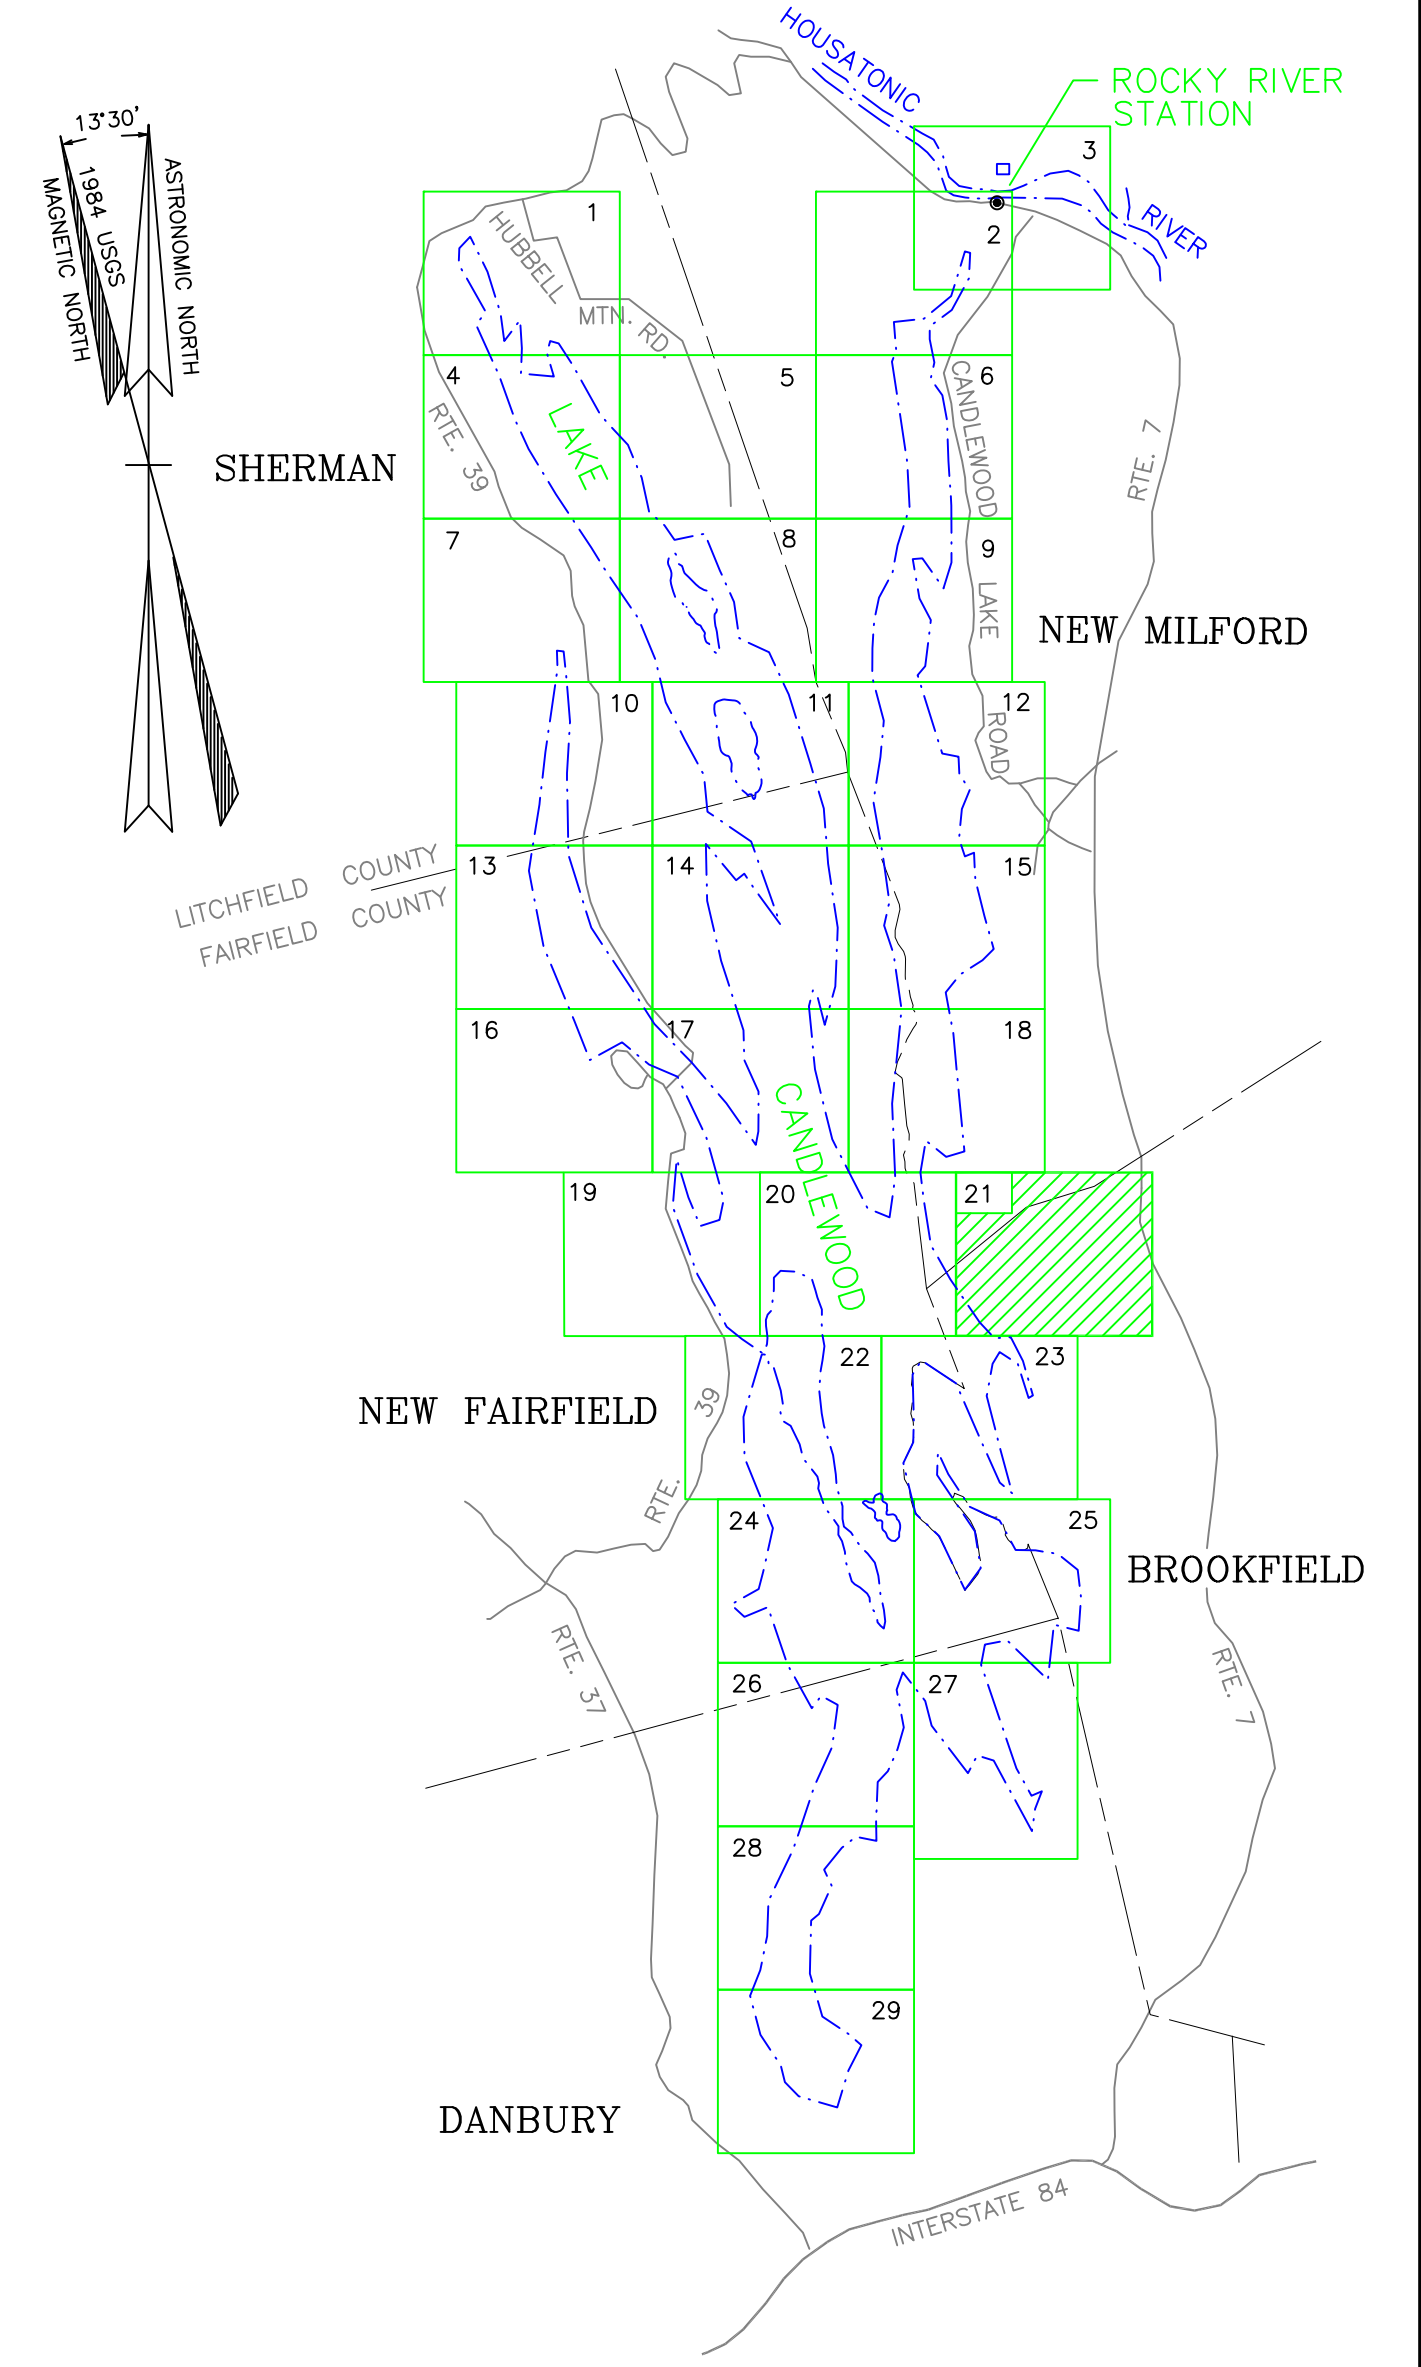 HOUSATONIC
ROCKY RIVER
STATION
13°30'
ASTRONOMIC NORTH
1984 USGS
MAGNETIC NORTH
3
1
2
RIVER
HUBBELL
MTN. RD.
4
5
6
RTE. 39
LAKE
CANDLEWOOD
RTE. 7
SHERMAN
7
8
9
LAKE
NEW MILFORD
10
11
12
ROAD
LITCHFIELD COUNTY
FAIRFIELD COUNTY
13
14
15
16
17
18
CANDLEWOOD
19
20
21
22
23
NEW FAIRFIELD
RTE. 39
24
25
BROOKFIELD
RTE. 37
RTE. 7
26
27
28
29
DANBURY
INTERSTATE 84